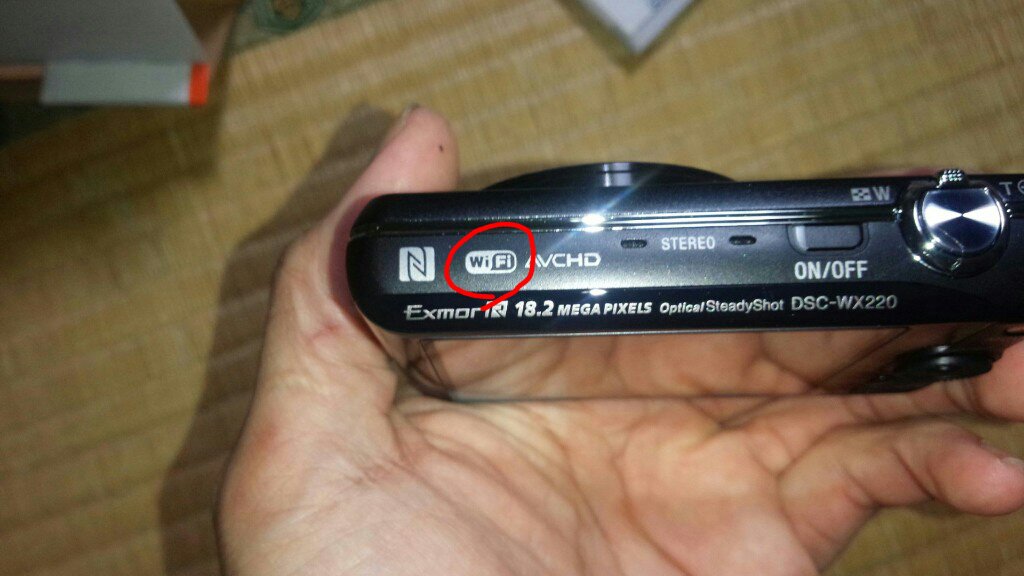 W T
STEREO
WiFi AVCHD
ON/OFF
Exmor R 18.2 MEGA PIXELS Optical SteadyShot DSC-WX220